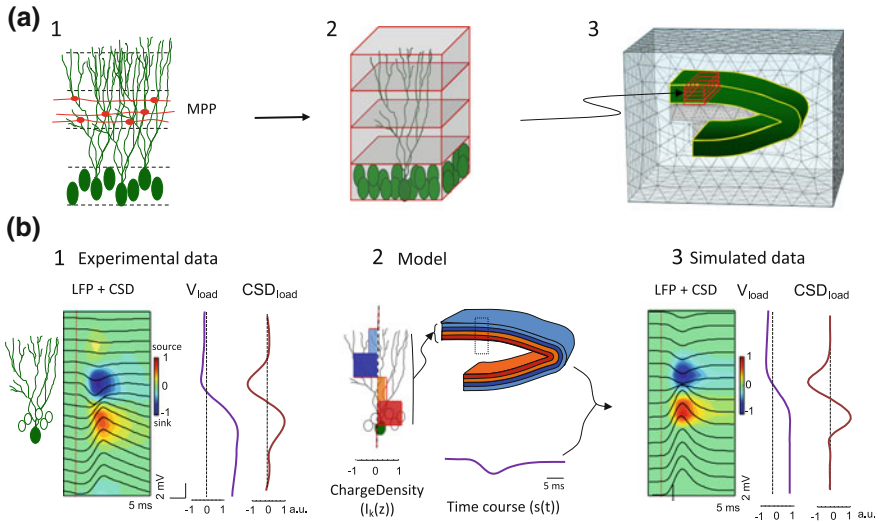 (a)
1
2
3
MPP
(b)
1 Experimental data
2 Model
3 Simulated data
LFP + CSD
Vload
CSDload
LFP + CSD
Vload
CSDload
source
1
0
-1
sink
1
0
-1
-1 0 1
5 ms
ChargeDensity
(Ik(z))
Time course (s(t))
5 ms
2 mV
5 ms
-1 0 1
-1 0 1 a.u.
2 mV
5 ms
-1 0 1
-1 0 1 a.u.